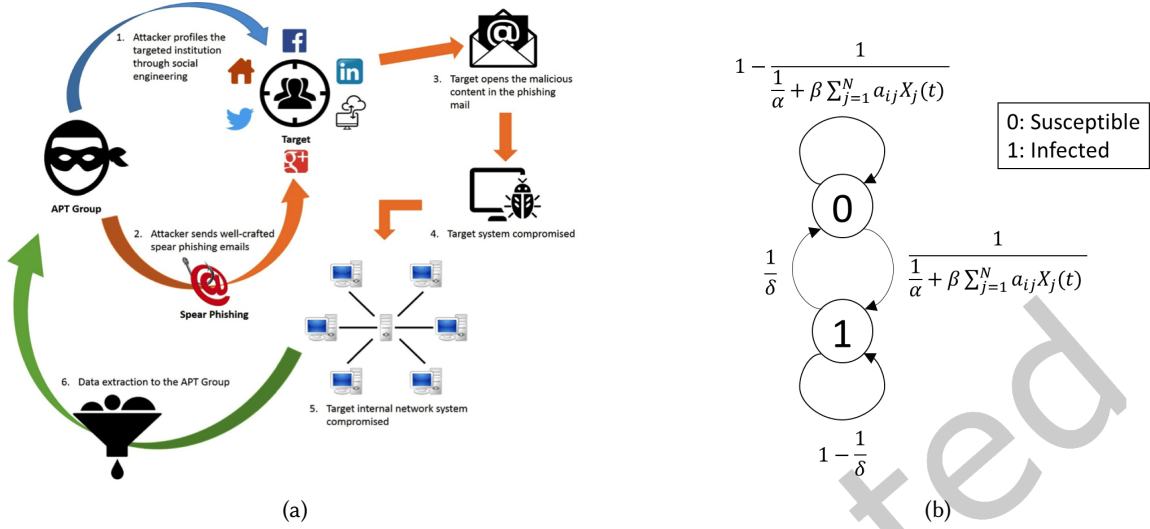 1. Attacker profiles the
targeted institution
through social
engineering
f
in
Target
g+
@
3. Target opens the malicious
content in the phishing
mail
APT Group
2. Attacker sends well-crafted
spear phishing emails
@
Spear Phishing
4. Target system compromised
5. Target internal network system
compromised
6. Data extraction to the APT Group
(a)
1 − 1 / (1/α + β ∑_{j=1}^{N} a_{ij}X_j(t))
0: Susceptible
1: Infected
0
1/δ
1 / (1/α + β ∑_{j=1}^{N} a_{ij}X_j(t))
1
1 − 1/δ
(b)
ted